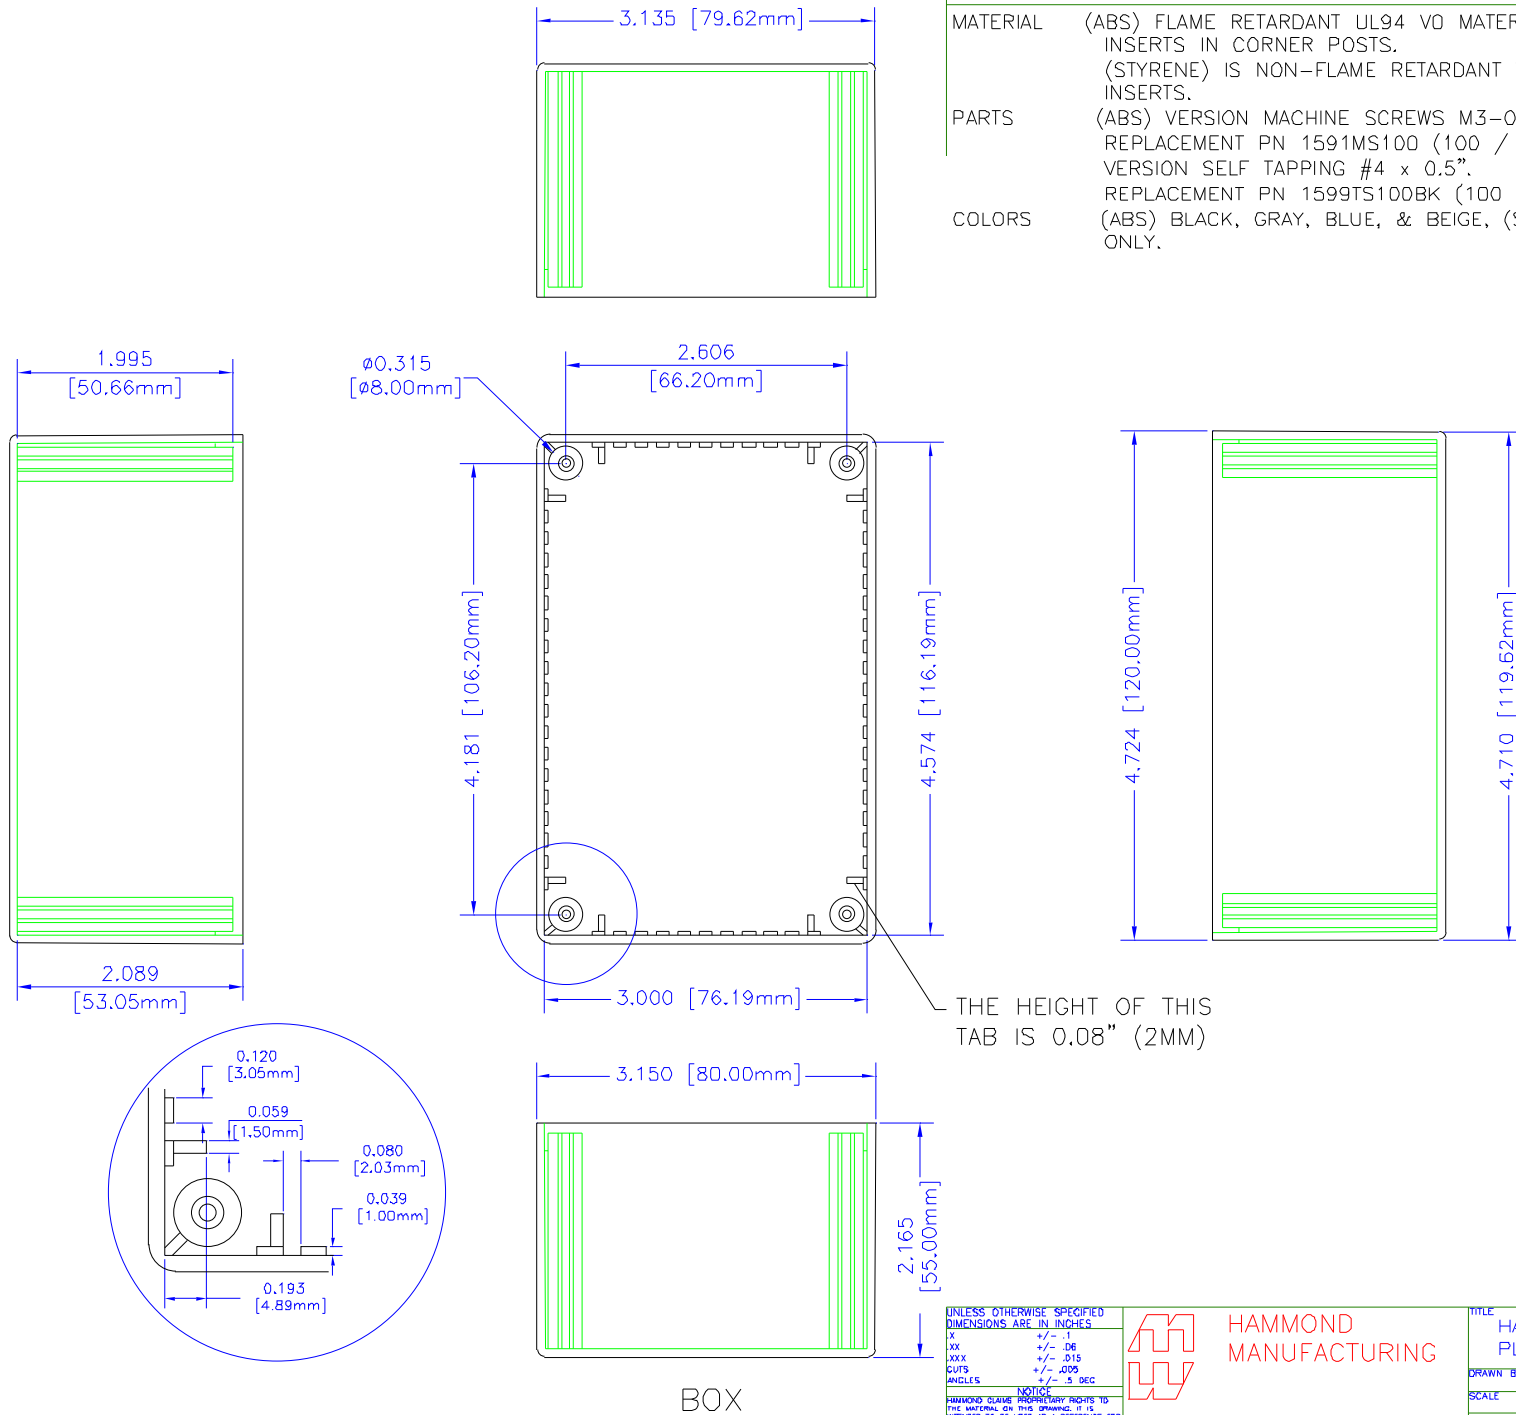 3.135 [79.62mm]
MATERIAL (ABS) FLAME RETARDANT UL94 VO
INSERTS IN CORNER POSTS.
(STYRENE) IS NON-FLAME RETARDANT
INSERTS.
PARTS (ABS) VERSION MACHINE SCREWS M3-0
REPLACEMENT PN 1591MS100 (100 /
VERSION SELF TAPPING #4 x 0.5".
REPLACEMENT PN 1599TS100BK (100
COLORS (ABS) BLACK, GRAY, BLUE, & BEIGE, (S
ONLY.
1.995
[50.66mm]
ø0.315
[ø8.00mm]
2.606
[66.20mm]
4.181 [106.20mm]
4.574 [116.19mm]
4.724 [120.00mm]
4.710 [119.62mm]
2.089
[53.05mm]
3.000 [76.19mm]
THE HEIGHT OF THIS
TAB IS 0.08" (2MM)
0.120
[3.05mm]
0.059
[1.50mm]
0.080
[2.03mm]
0.039
[1.00mm]
0.193
[4.89mm]
3.150 [80.00mm]
2.165
[55.00mm]
BOX
UNLESS OTHERWISE SPECIFIED
DIMENSIONS ARE IN INCHES
.X +/- .1
.XX +/- .06
.XXX +/- .015
CUTS +/- .005
ANGLES +/- .5 DEG
NOTICE
HAMMOND CLAIMS PROPRIETARY RIGHTS TO
THE MATERIAL ON THIS DRAWING. IT IS
HAMMOND
MANUFACTURING
TITLE
DRAWN
SCALE